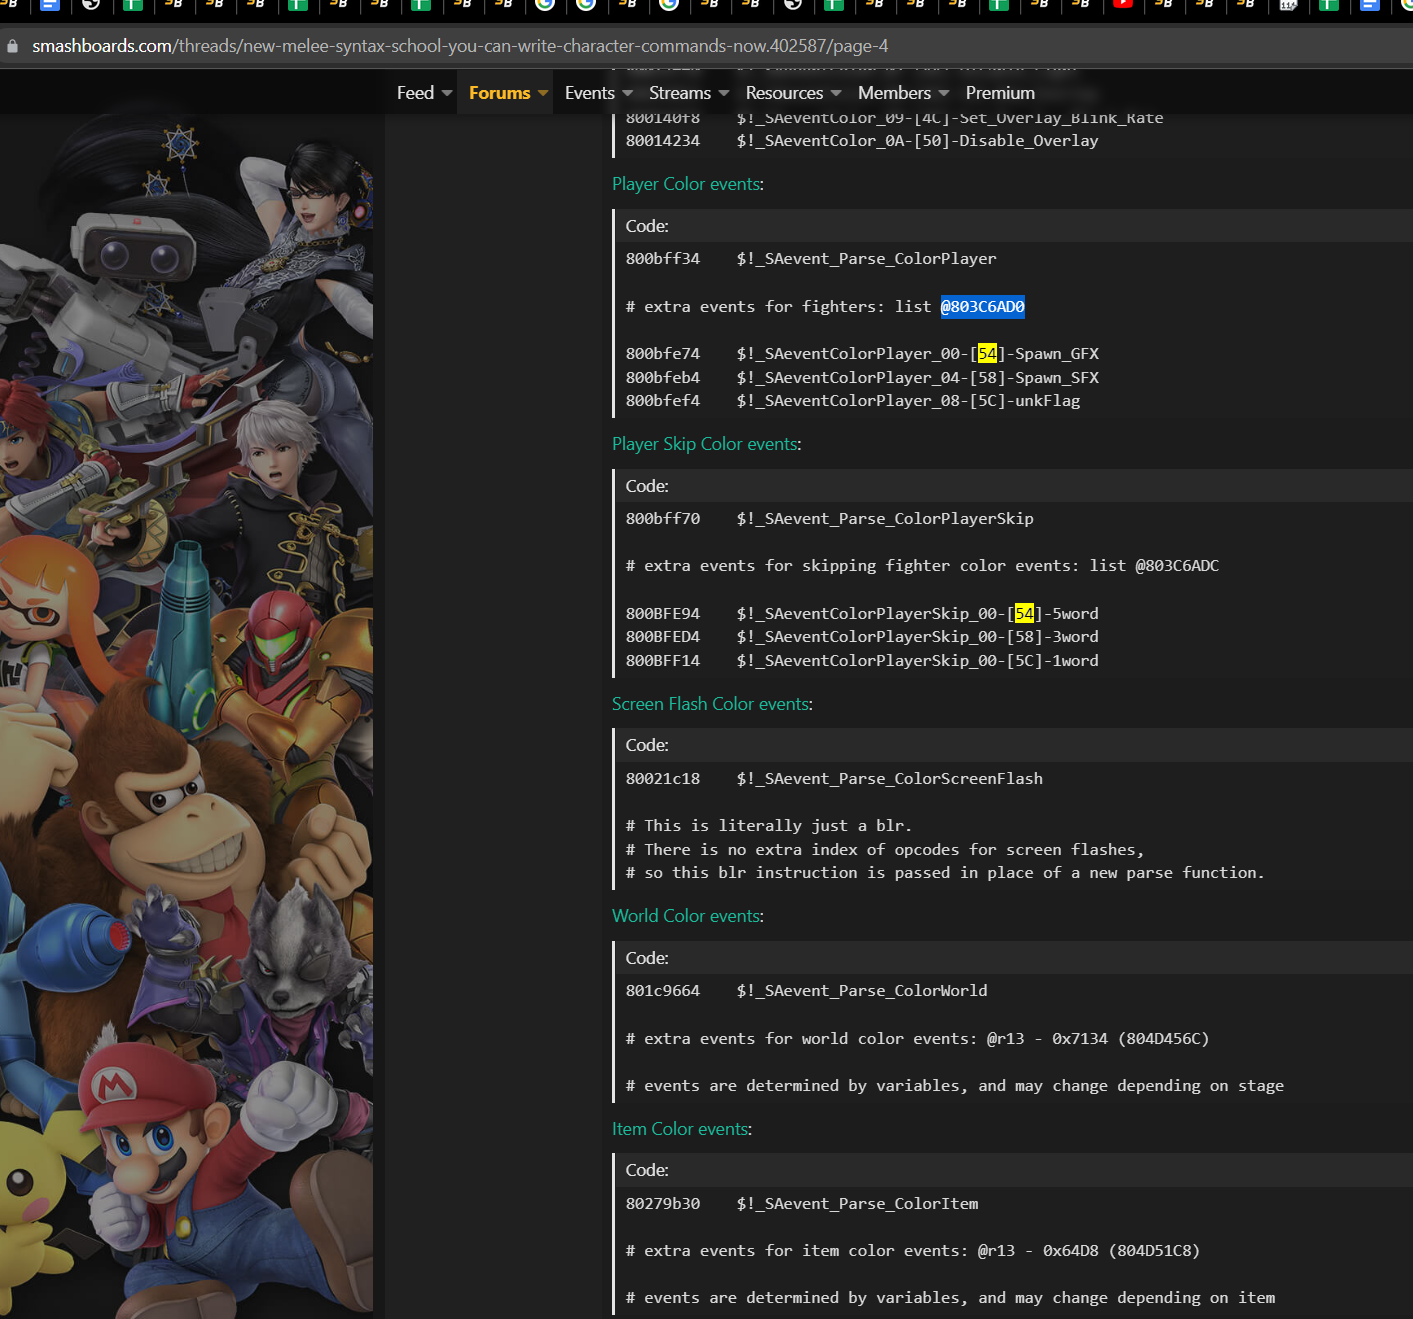 smashboards.com/threads/new-melee-syntax-school-you-can-write-character-commands-now.402587/page-4
Feed Forums Events Streams Resources Members Premium
800140f8 $!_SAeventColor_09-[4C]-Set_Overlay_Blink_Rate
80014234 $!_SAeventColor_0A-[50]-Disable_Overlay
Player Color events:
Code:
800bff34 $!_SAevent_Parse_ColorPlayer
# extra events for fighters: list @803C6AD0
800bfe74 $!_SAeventColorPlayer_00-[54]-Spawn_GFX
800bfeb4 $!_SAeventColorPlayer_04-[58]-Spawn_SFX
800bfef4 $!_SAeventColorPlayer_08-[5C]-unkFlag
Player Skip Color events:
Code:
800bff70 $!_SAevent_Parse_ColorPlayerSkip
# extra events for skipping fighter color events: list @803C6ADC
800BFE94 $!_SAeventColorPlayerSkip_00-[54]-5word
800BFED4 $!_SAeventColorPlayerSkip_00-[58]-3word
800BFF14 $!_SAeventColorPlayerSkip_00-[5C]-1word
Screen Flash Color events:
Code:
80021c18 $!_SAevent_Parse_ColorScreenFlash
# This is literally just a blr.
# There is no extra index of opcodes for screen flashes,
# so this blr instruction is passed in place of a new parse function.
World Color events:
Code:
801c9664 $!_SAevent_Parse_ColorWorld
# extra events for world color events: @r13 - 0x7134 (804D456C)
# events are determined by variables, and may change depending on stage
Item Color events:
Code:
80279b30 $!_SAevent_Parse_ColorItem
# extra events for item color events: @r13 - 0x64D8 (804D51C8)
# events are determined by variables, and may change depending on item